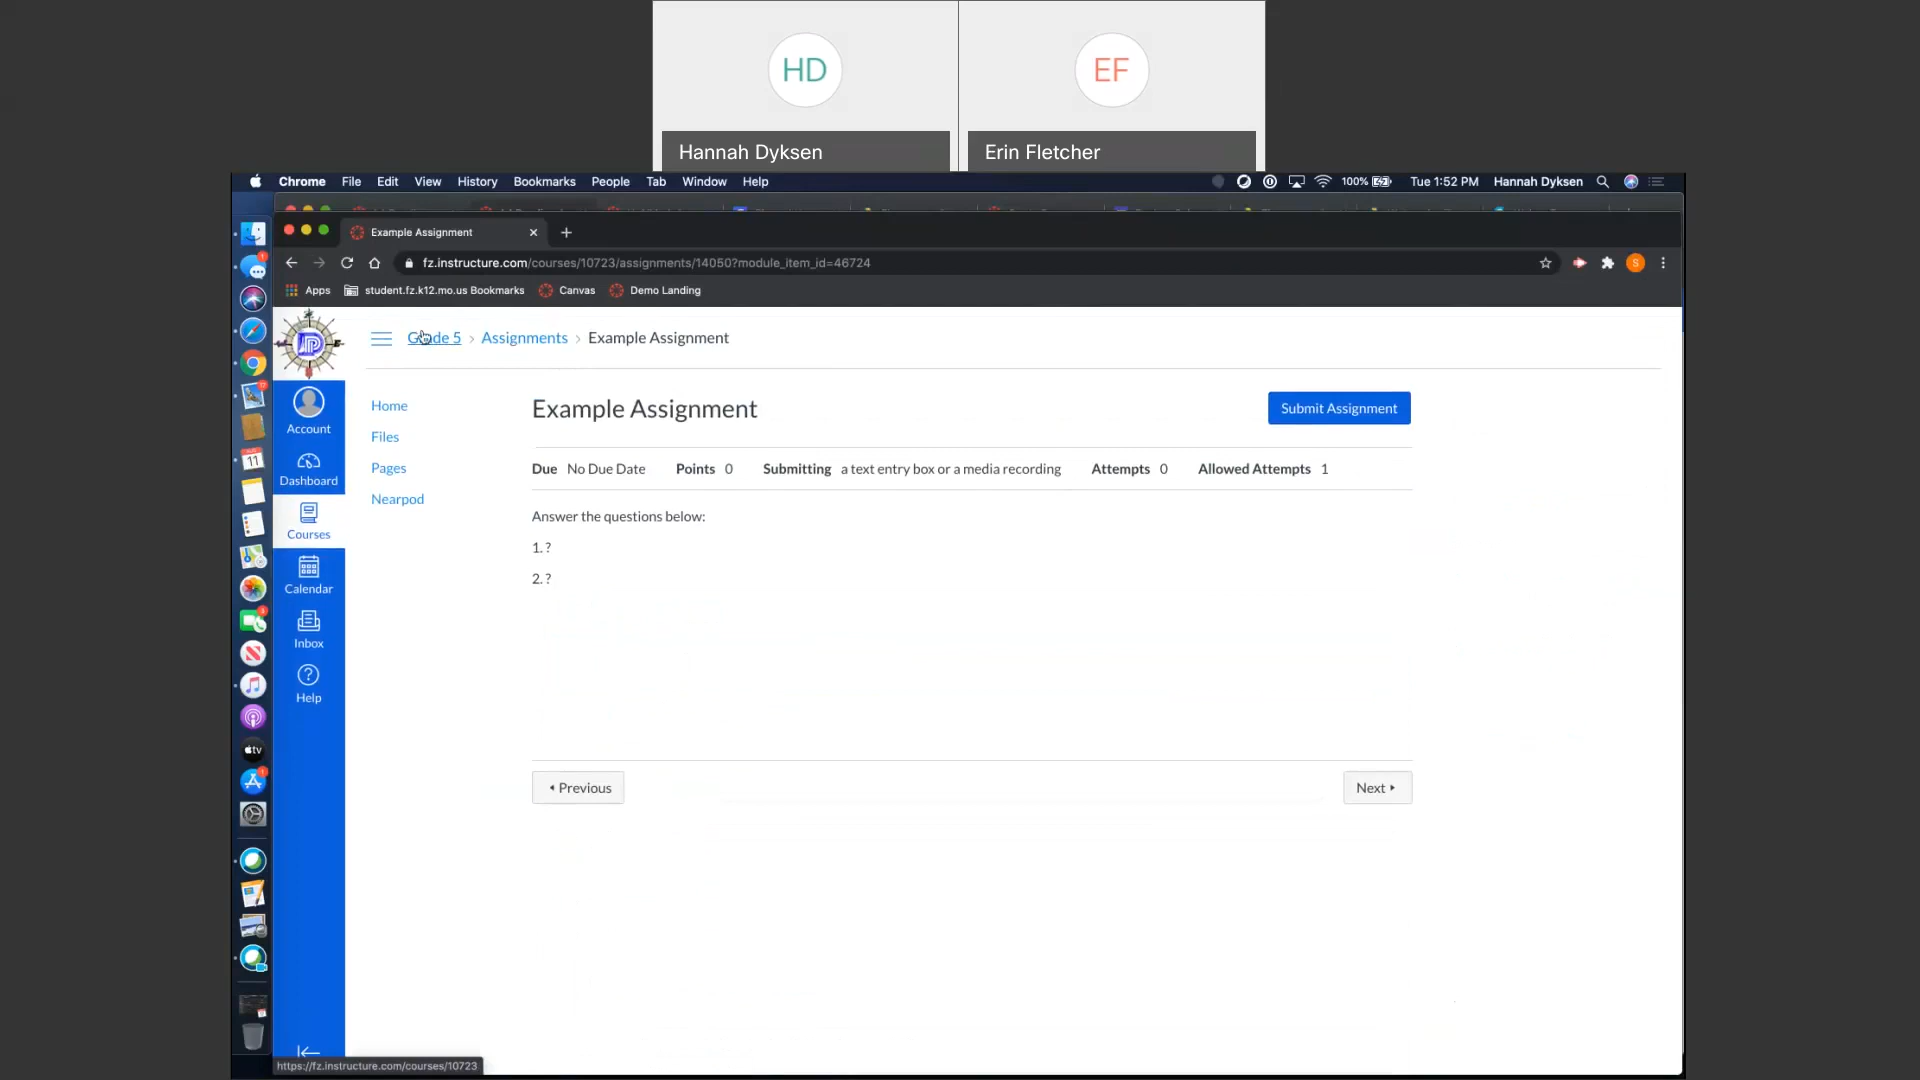 HD
EF
Hannah Dyksen
Erin Fletcher
Chrome File Edit View History Bookmarks People Tab Window Help
100% Tue 1:52 PM Hannah Dyksen
Example Assignment
fz.instructure.com/courses/10723/assignments/14050?module_item_id=46724
S
Apps student.fz.k12.mo.us Bookmarks Canvas Demo Landing
Grade 5 > Assignments > Example Assignment
Account
Dashboard
Courses
Calendar
Inbox
Help
Home
Files
Pages
Nearpod
Example Assignment
Submit Assignment
Due No Due Date Points 0 Submitting a text entry box or a media recording Attempts 0 Allowed Attempts 1
Answer the questions below:
1. ?
2. ?
Previous
Next
tv
https://fz.instructure.com/courses/10723